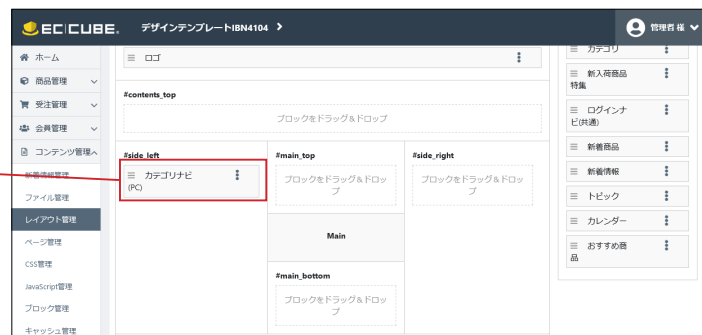 EC CUBE. デザインテンプレートIBN4104
管理者 様
ホーム
商品管理
受注管理
会員管理
コンテンツ管理
新着情報管理
ファイル管理
レイアウト管理
ページ管理
CSS管理
JavaScript管理
ブロック管理
キャッシュ管理
ロゴ
#contents_top
ブロックをドラッグ&ドロップ
#side_left
カテゴリナビ
(PC)
#main_top
ブロックをドラッグ&ドロッ
プ
Main
#main_bottom
ブロックをドラッグ&ドロッ
プ
#side_right
ブロックをドラッグ&ドロッ
プ
カテゴリ
新入荷商品
特集
ログインナ
ビ(共通)
新着商品
新着情報
トピック
カレンダー
おすすめ商
品